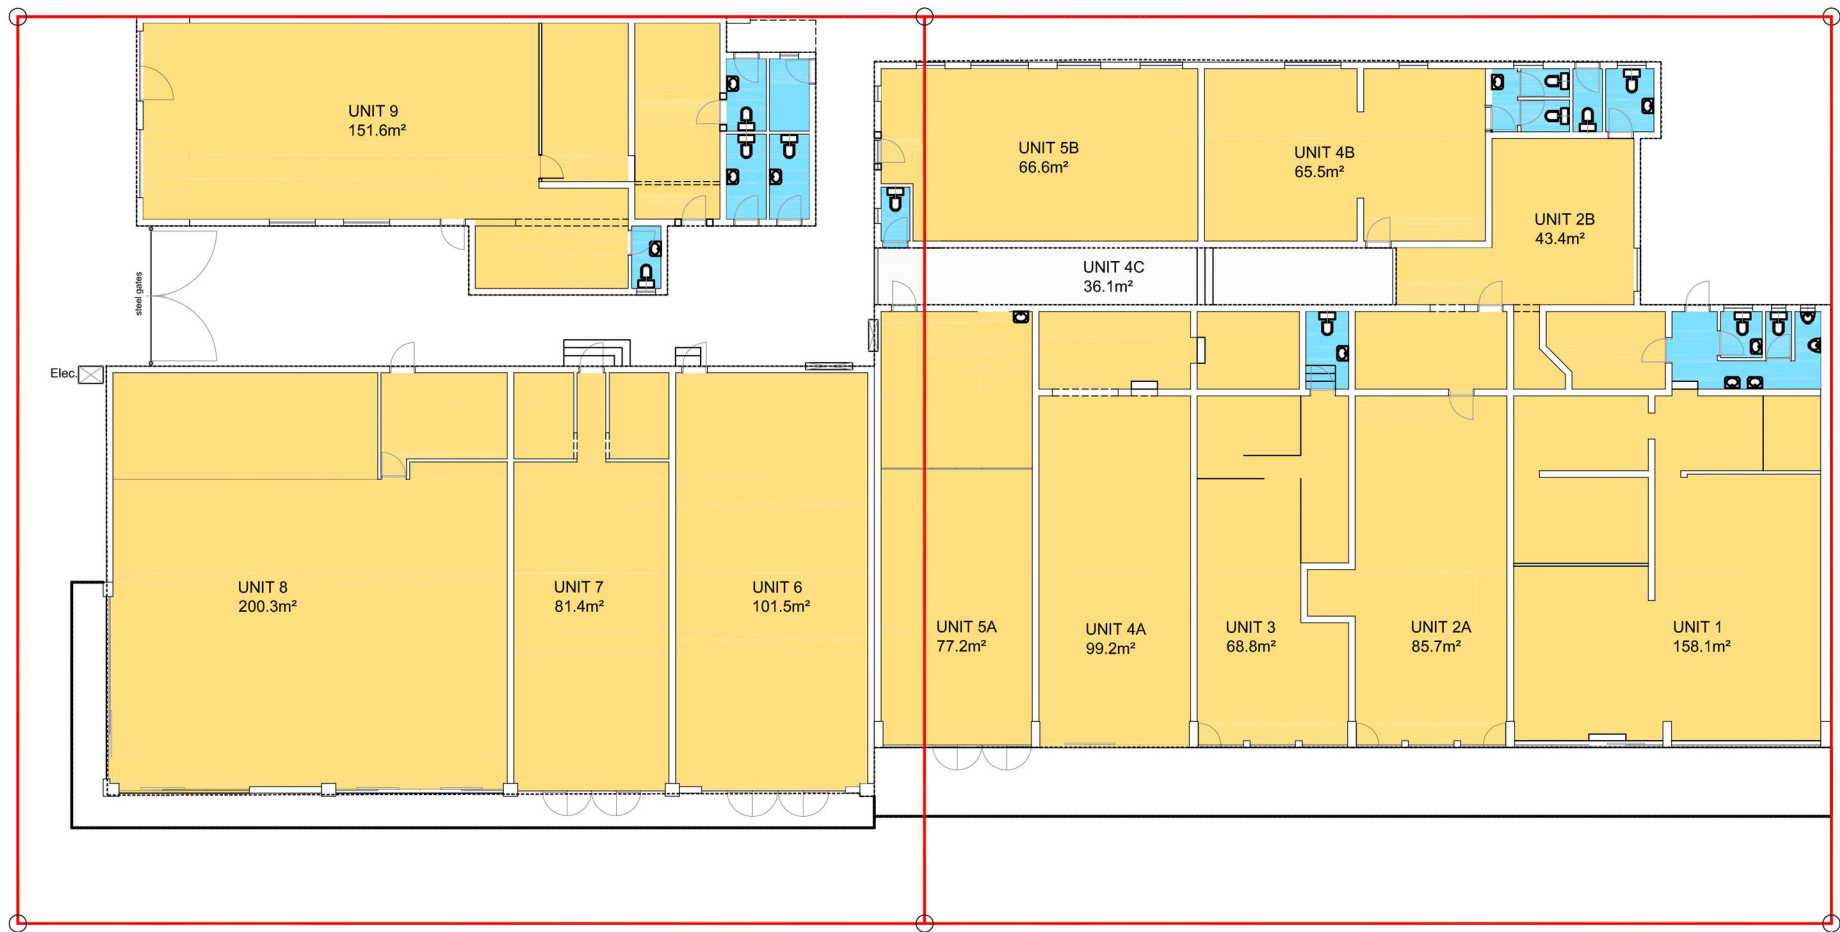 UNIT 9
151.6m²
UNIT 5B
66.6m²
UNIT 4B
65.5m²
UNIT 2B
43.4m²
UNIT 4C
36.1m²
steel gates
Elec.
UNIT 8
200.3m²
UNIT 7
81.4m²
UNIT 6
101.5m²
UNIT 5A
77.2m²
UNIT 4A
99.2m²
UNIT 3
68.8m²
UNIT 2A
85.7m²
UNIT 1
158.1m²